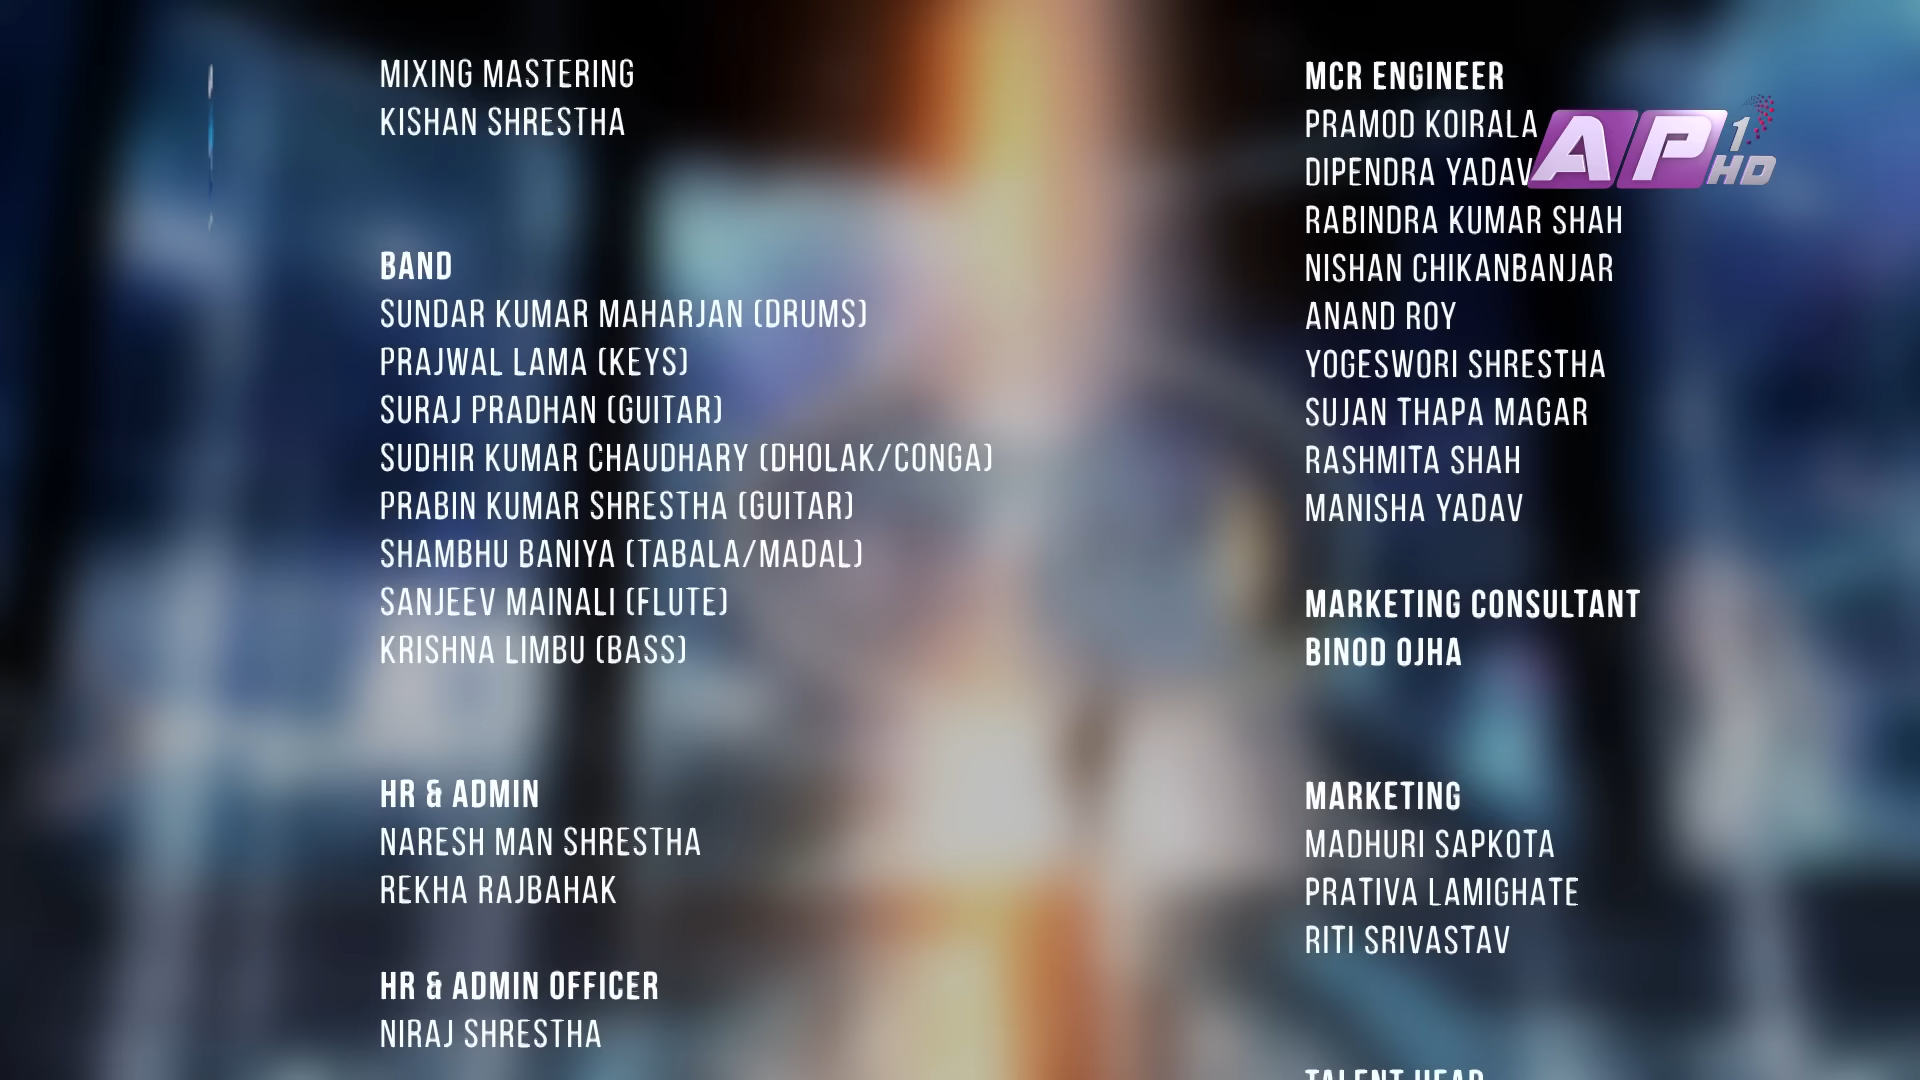 MIXING MASTERING
KISHAN SHRESTHA
BAND
SUNDAR KUMAR MAHARJAN (DRUMS)
PRAJWAL LAMA (KEYS)
SURAJ PRADHAN (GUITAR)
SUDHIR KUMAR CHAUDHARY (DHOLAK/CONGA)
PRABIN KUMAR SHRESTHA (GUITAR)
SHAMBHU BANIYA (TABALA/MADAL)
SANJEEV MAINALI (FLUTE)
KRISHNA LIMBU (BASS)
HR & ADMIN
NARESH MAN SHRESTHA
REKHA RAJBAHAK
HR & ADMIN OFFICER
NIRAJ SHRESTHA
MCR ENGINEER
PRAMOD KOIRALA
DIPENDRA YADAV
RABINDRA KUMAR SHAH
NISHAN CHIKANBANJAR
ANAND ROY
YOGESWORI SHRESTHA
SUJAN THAPA MAGAR
RASHMITA SHAH
MANISHA YADAV
MARKETING CONSULTANT
BINOD OJHA
MARKETING
MADHURI SAPKOTA
PRATIVA LAMIGHATE
RITI SRIVASTAV
TALENT HEAD
AP1 HD